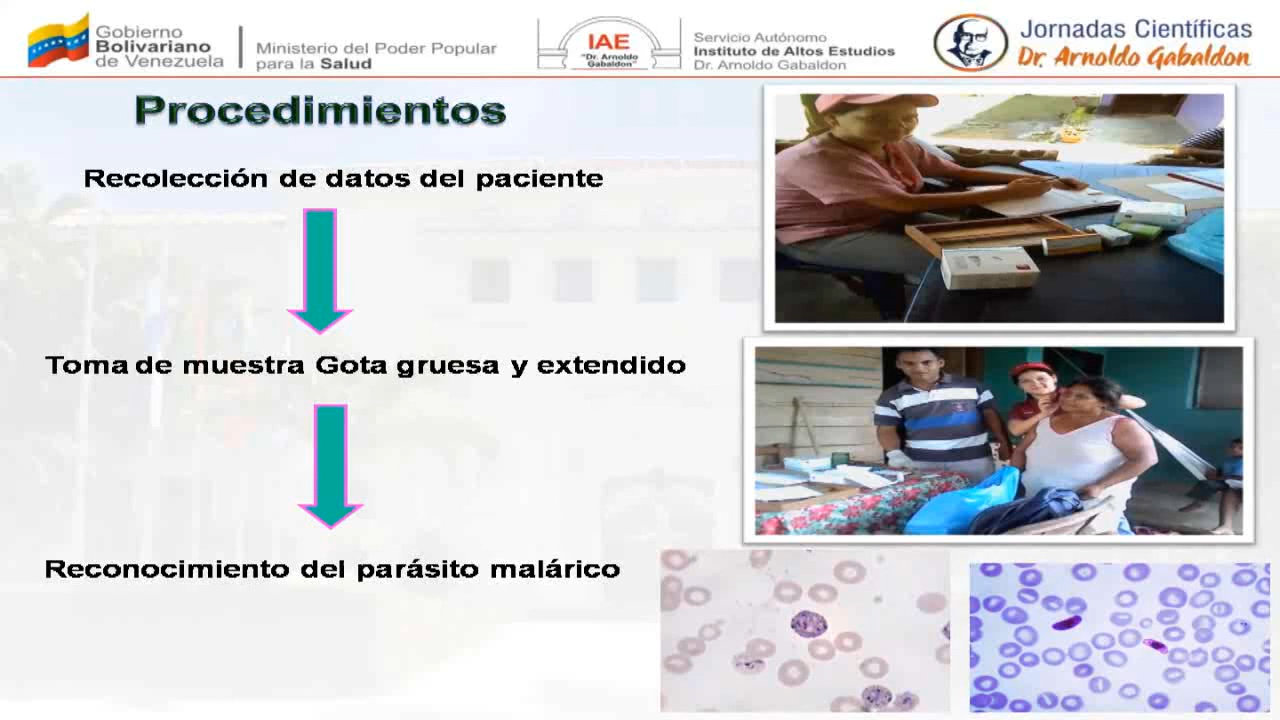 Gobierno
Bolivariano
de Venezuela
Ministerio del Poder Popular
para la Salud
IAE
"Dr. Arnoldo
Gabaldon"
Servicio Autónomo
Instituto de Altos Estudios
Dr. Arnoldo Gabaldon
Jornadas Científicas
Dr. Arnoldo Gabaldon
Procedimientos
Recolección de datos del paciente
Toma de muestra Gota gruesa y extendido
Reconocimiento del parásito malárico